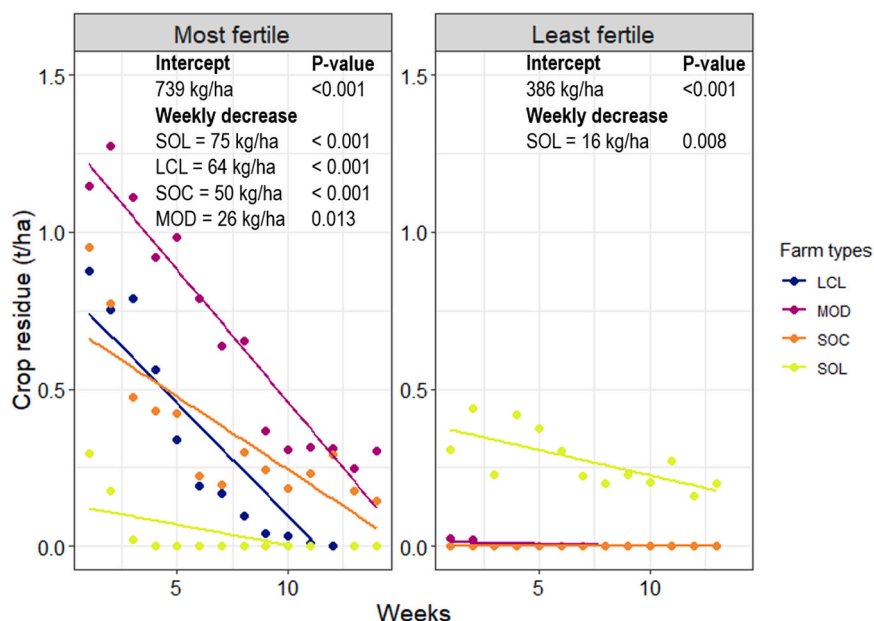 Most fertile
Intercept P-value
739 kg/ha <0.001
Weekly decrease
SOL = 75 kg/ha < 0.001
LCL = 64 kg/ha < 0.001
SOC = 50 kg/ha < 0.001
MOD = 26 kg/ha 0.013
Least fertile
Intercept P-value
386 kg/ha <0.001
Weekly decrease
SOL = 16 kg/ha 0.008
Crop residue (t/ha)
1.5
1.0
0.5
0.0
5 10
1.5
1.0
0.5
0.0
5 10
Weeks
Farm types
LCL
MOD
SOC
SOL